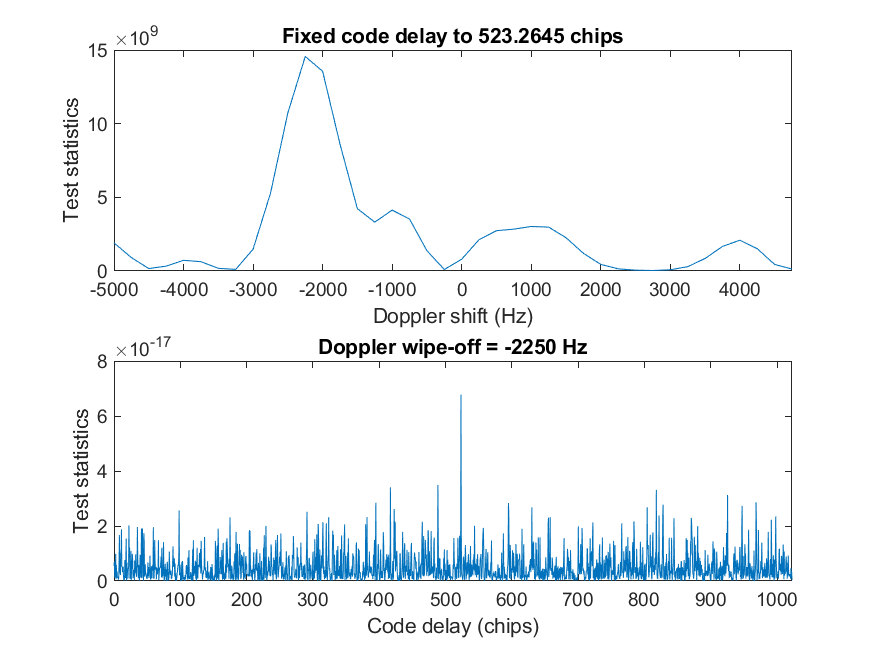 Fixed code delay to 523.2645 chips
×10⁹
15
10
5
0
Test statistics
-5000 -4000 -3000 -2000 -1000 0 1000 2000 3000 4000
Doppler shift (Hz)
Doppler wipe-off = -2250 Hz
×10⁻¹⁷
8
6
4
2
0
Test statistics
0 100 200 300 400 500 600 700 800 900 1000
Code delay (chips)